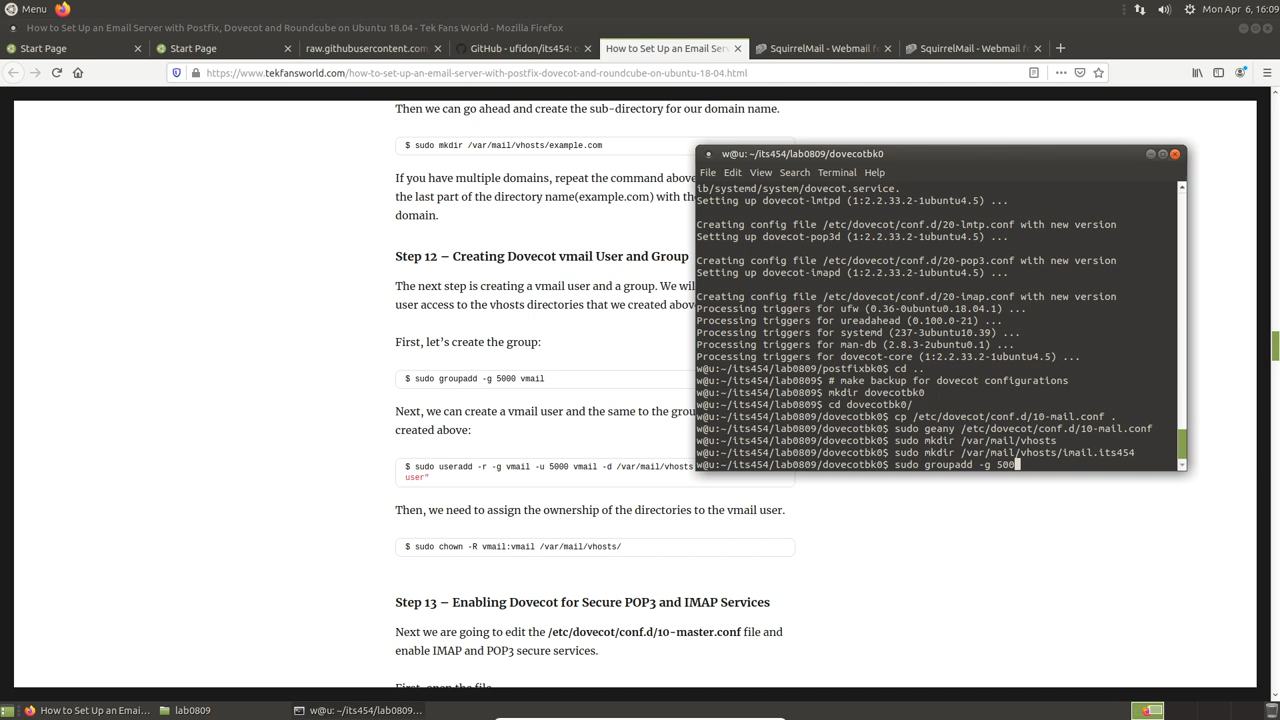 Menu
Mon Apr 6, 16:09
How to Set Up an Email Server with Postfix, Dovecot and Roundcube on Ubuntu 18.04 - Tek Fans World - Mozilla Firefox
Start Page
Start Page
raw.githubusercontent.com
GitHub - ufidon/its454: c
How to Set Up an Email Ser
SquirrelMail - Webmail fo
SquirrelMail - Webmail f
https://www.tekfansworld.com/how-to-set-up-an-email-server-with-postfix-dovecot-and-roundcube-on-ubuntu-18-04.html
Then we can go ahead and create the sub-directory for our domain name.
$ sudo mkdir /var/mail/vhosts/example.com
If you have multiple domains, repeat the command above
the last part of the directory name(example.com) with the
domain.
Step 12 – Creating Dovecot vmail User and Group
The next step is creating a vmail user and a group. We wil
user access to the vhosts directories that we created abov
First, let’s create the group:
$ sudo groupadd -g 5000 vmail
Next, we can create a vmail user and the same to the grou
created above:
$ sudo useradd -r -g vmail -u 5000 vmail -d /var/mail/vhosts
user”
Then, we need to assign the ownership of the directories to the vmail user.
$ sudo chown -R vmail:vmail /var/mail/vhosts/
Step 13 – Enabling Dovecot for Secure POP3 and IMAP Services
Next we are going to edit the /etc/dovecot/conf.d/10-master.conf file and
enable IMAP and POP3 secure services.
First, open the file
w@u: ~/its454/lab0809/dovecotbk0
File Edit View Search Terminal Help
ib/systemd/system/dovecot.service.
Setting up dovecot-lmtpd (1:2.2.33.2-1ubuntu4.5) ...
Creating config file /etc/dovecot/conf.d/20-lmtp.conf with new version
Setting up dovecot-pop3d (1:2.2.33.2-1ubuntu4.5) ...
Creating config file /etc/dovecot/conf.d/20-pop3.conf with new version
Setting up dovecot-imapd (1:2.2.33.2-1ubuntu4.5) ...
Creating config file /etc/dovecot/conf.d/20-imap.conf with new version
Processing triggers for ufw (0.36-0ubuntu0.18.04.1) ...
Processing triggers for ureadahead (0.100.0-21) ...
Processing triggers for systemd (237-3ubuntu10.39) ...
Processing triggers for man-db (2.8.3-2ubuntu0.1) ...
Processing triggers for dovecot-core (1:2.2.33.2-1ubuntu4.5) ...
w@u:~/its454/lab0809/postfixbk0$ cd ..
w@u:~/its454/lab0809$ # make backup for dovecot configurations
w@u:~/its454/lab0809$ mkdir dovecotbk0
w@u:~/its454/lab0809$ cd dovecotbk0/
w@u:~/its454/lab0809/dovecotbk0$ cp /etc/dovecot/conf.d/10-mail.conf .
w@u:~/its454/lab0809/dovecotbk0$ sudo geany /etc/dovecot/conf.d/10-mail.conf
w@u:~/its454/lab0809/dovecotbk0$ sudo mkdir /var/mail/vhosts
w@u:~/its454/lab0809/dovecotbk0$ sudo mkdir /var/mail/vhosts/imail.its454
w@u:~/its454/lab0809/dovecotbk0$ sudo groupadd -g 500
How to Set Up an Emai...
lab0809
w@u: ~/its454/lab0809...